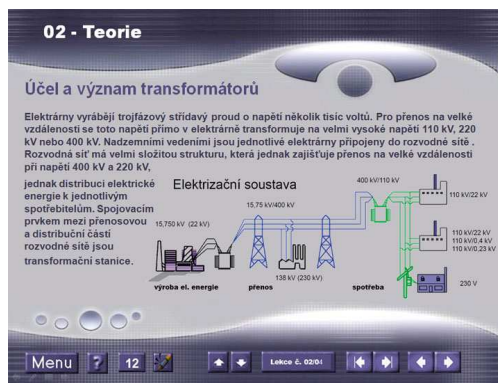 02 - Teorie
Účel a význam transformátorů
Elektrárny vyrábějí trojfázový střídavý proud o napětí několik tisíc voltů. Pro přenos na velké
vzdálenosti se toto napětí přímo v elektrárně transformuje na velmi vysoké napětí 110 kV, 220
kV nebo 400 kV. Nadzemními vedeními jsou jednotlivé elektrárny připojeny do rozvodné sítě .
Rozvodná síť má velmi složitou strukturu, která jednak zajišťuje přenos na velké vzdálenosti
při napětí 400 kV a 220 kV,
jednak distribuci elektrické
energie k jednotlivým
spotřebitelům. Spojovacím
prvkem mezi přenosovou
a distribuční částí
rozvodné sítě jsou
transformační stanice.
Elektrizační soustava
400 kV/110 kV
110 kV/22 kV
15,75 kV/400 kV
15,750 kV (22 kV)
110 kV/22 kV
110 kV/0,4 kV
110 kV/0,23 kV
138 kV (230 kV)
230 V
výroba el. energie
přenos
spotřeba
Menu
?
12
Lekce č. 02/04